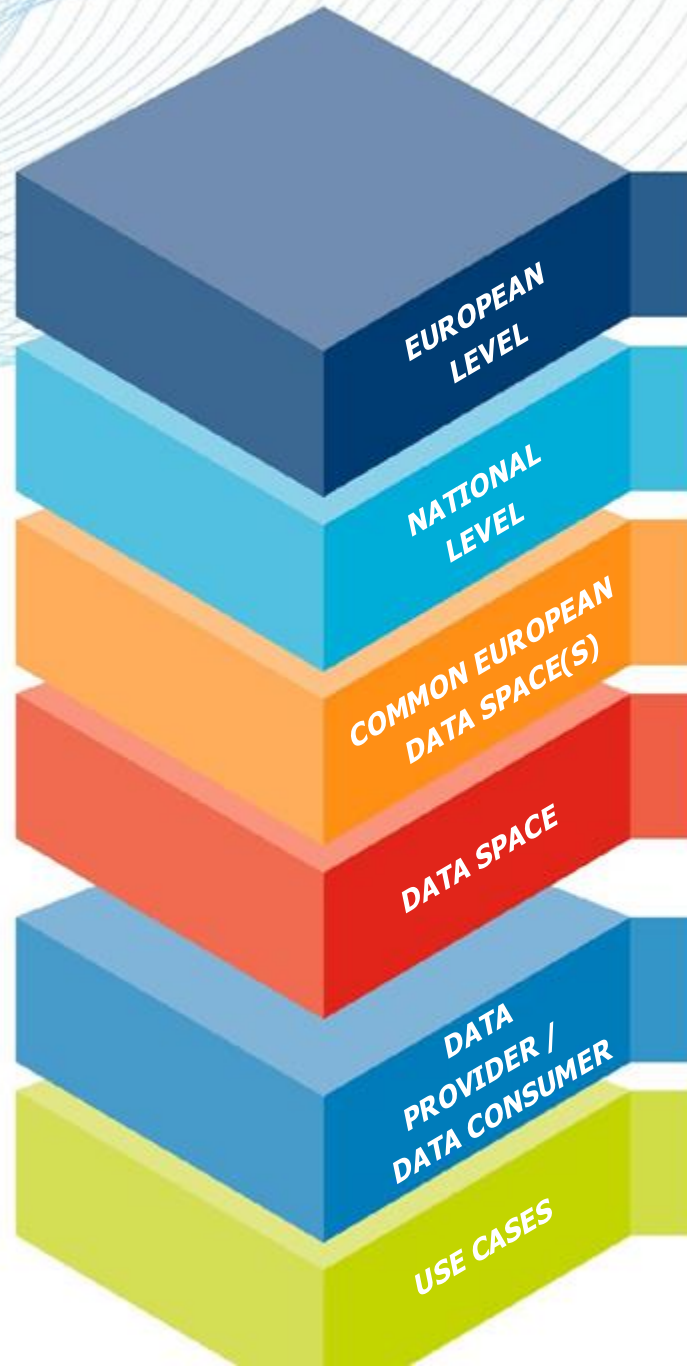 EUROPEAN
LEVEL
NATIONAL
LEVEL
COMMON EUROPEAN
DATA SPACE(S)
DATA SPACE
DATA
PROVIDER /
DATA CONSUMER
USE CASES